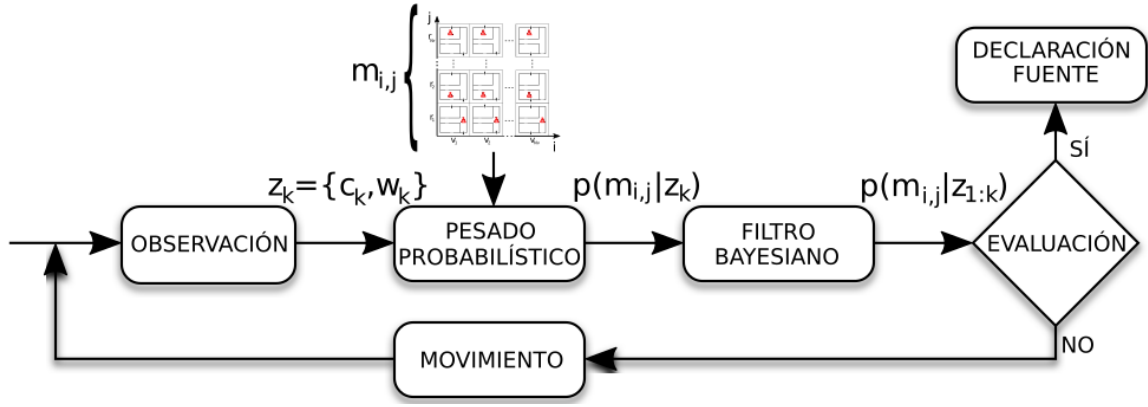 j
m_{i,j}
i
z_k={c_k,w_k}
p(m_{i,j}|z_k)
p(m_{i,j}|z_{1:k})
OBSERVACIÓN
PESADO
PROBABILÍSTICO
FILTRO
BAYESIANO
EVALUACIÓN
DECLARACIÓN
FUENTE
SÍ
NO
MOVIMIENTO